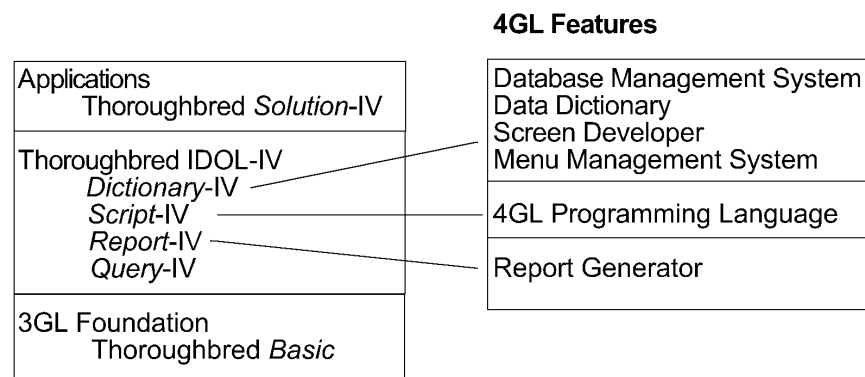 4GL Features
Applications
Thoroughbred Solution-IV
Thoroughbred IDOL-IV
Dictionary-IV
Script-IV
Report-IV
Query-IV
3GL Foundation
Thoroughbred Basic
Database Management System
Data Dictionary
Screen Developer
Menu Management System
4GL Programming Language
Report Generator